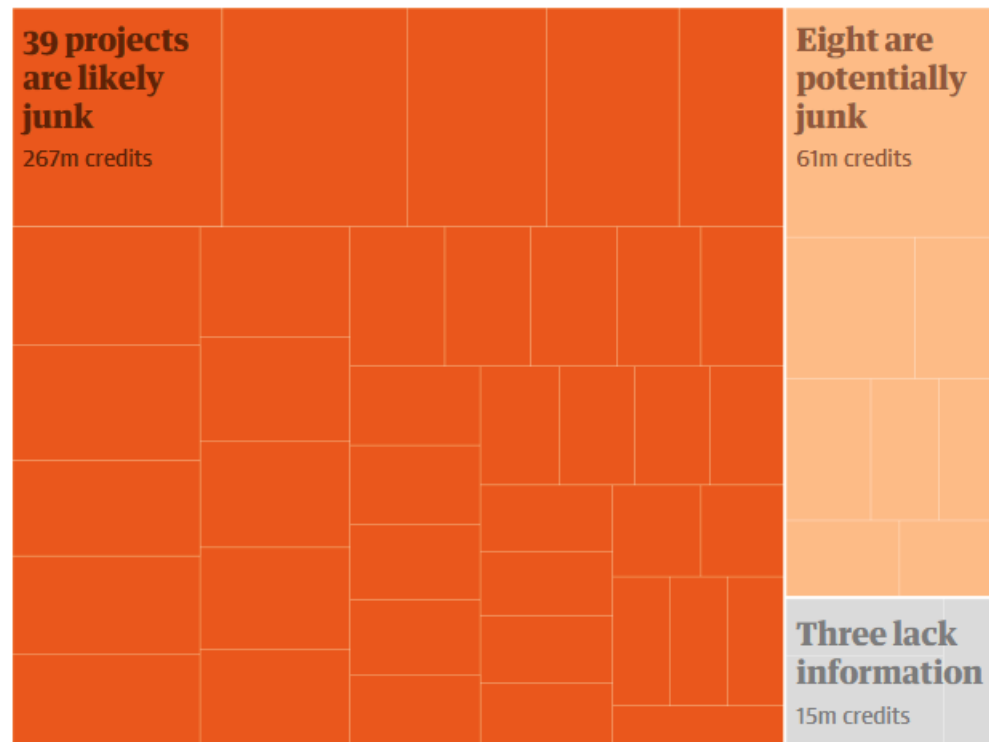 39 projects
are likely
junk
267m credits
Eight are
potentially
junk
61m credits
Three lack
information
15m credits